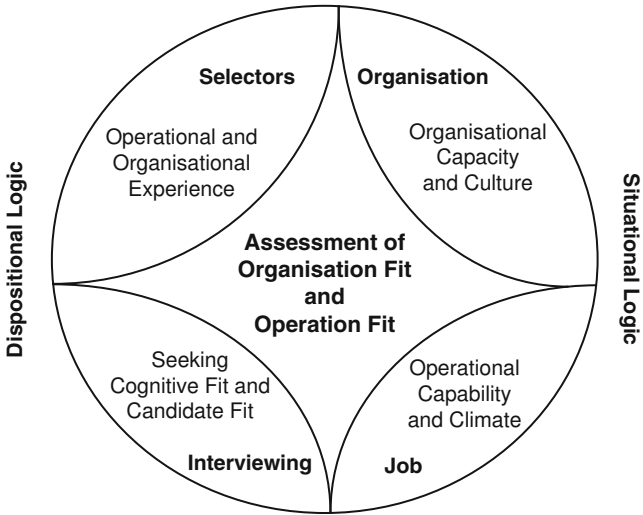 Selectors
Operational and
Organisational
Experience
Organisation
Organisational
Capacity
and Culture
Dispositional Logic
Situational Logic
Assessment of
Organisation Fit
and
Operation Fit
Seeking
Cognitive Fit and
Candidate Fit
Interviewing
Operational
Capability
and Climate
Job